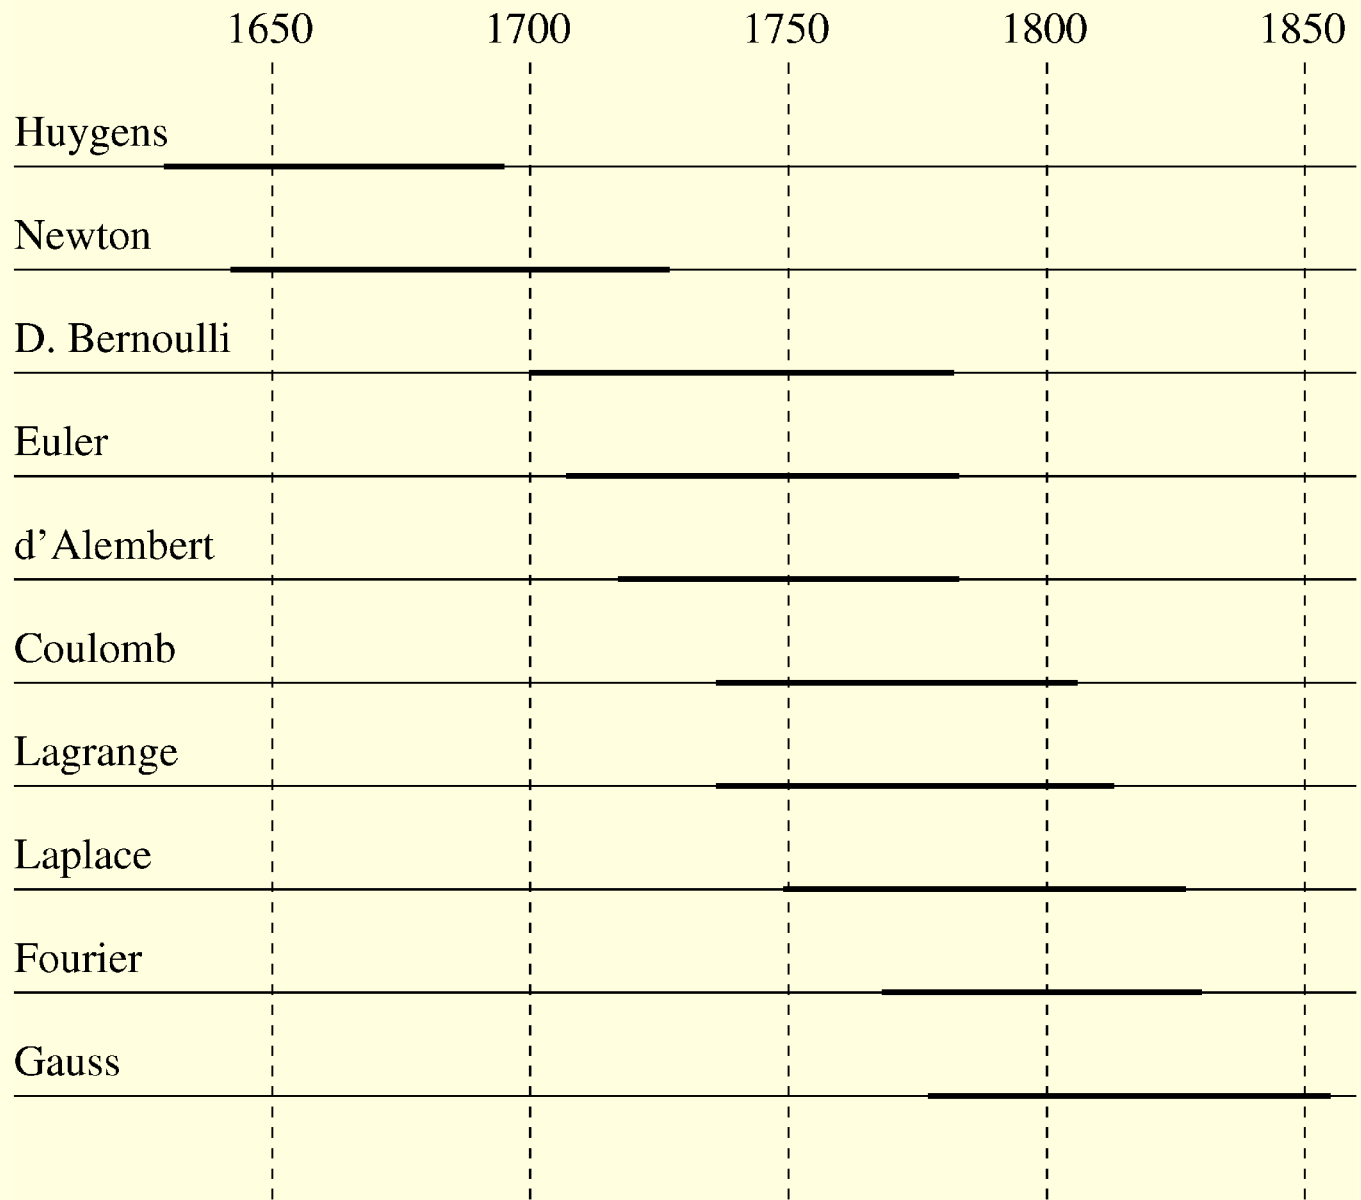 1650 1700 1750 1800 1850
Huygens
Newton
D. Bernoulli
Euler
d’Alembert
Coulomb
Lagrange
Laplace
Fourier
Gauss